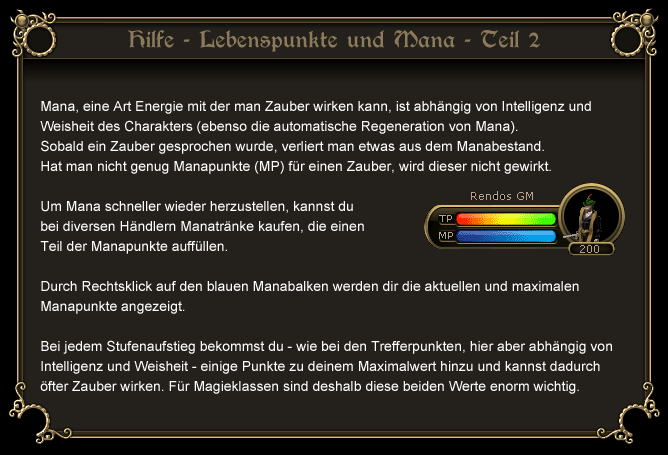 Hilfe - Lebenspunkte und Mana - Teil 2
Mana, eine Art Energie mit der man Zauber wirken kann, ist abhängig von Intelligenz und
Weisheit des Charakters (ebenso die automatische Regeneration von Mana).
Sobald ein Zauber gesprochen wurde, verliert man etwas aus dem Manabestand.
Hat man nicht genug Manapunkte (MP) für einen Zauber, wird dieser nicht gewirkt.
Um Mana schneller wieder herzustellen, kannst du
bei diversen Händlern Manatränke kaufen, die einen
Teil der Manapunkte auffüllen.
Rendos GM
TP
MP
200
Durch Rechtsklick auf den blauen Manabalken werden dir die aktuellen und maximalen
Manapunkte angezeigt.
Bei jedem Stufenaufstieg bekommst du - wie bei den Trefferpunkten, hier aber abhängig von
Intelligenz und Weisheit - einige Punkte zu deinem Maximalwert hinzu und kannst dadurch
öfter Zauber wirken. Für Magieklassen sind deshalb diese beiden Werte enorm wichtig.